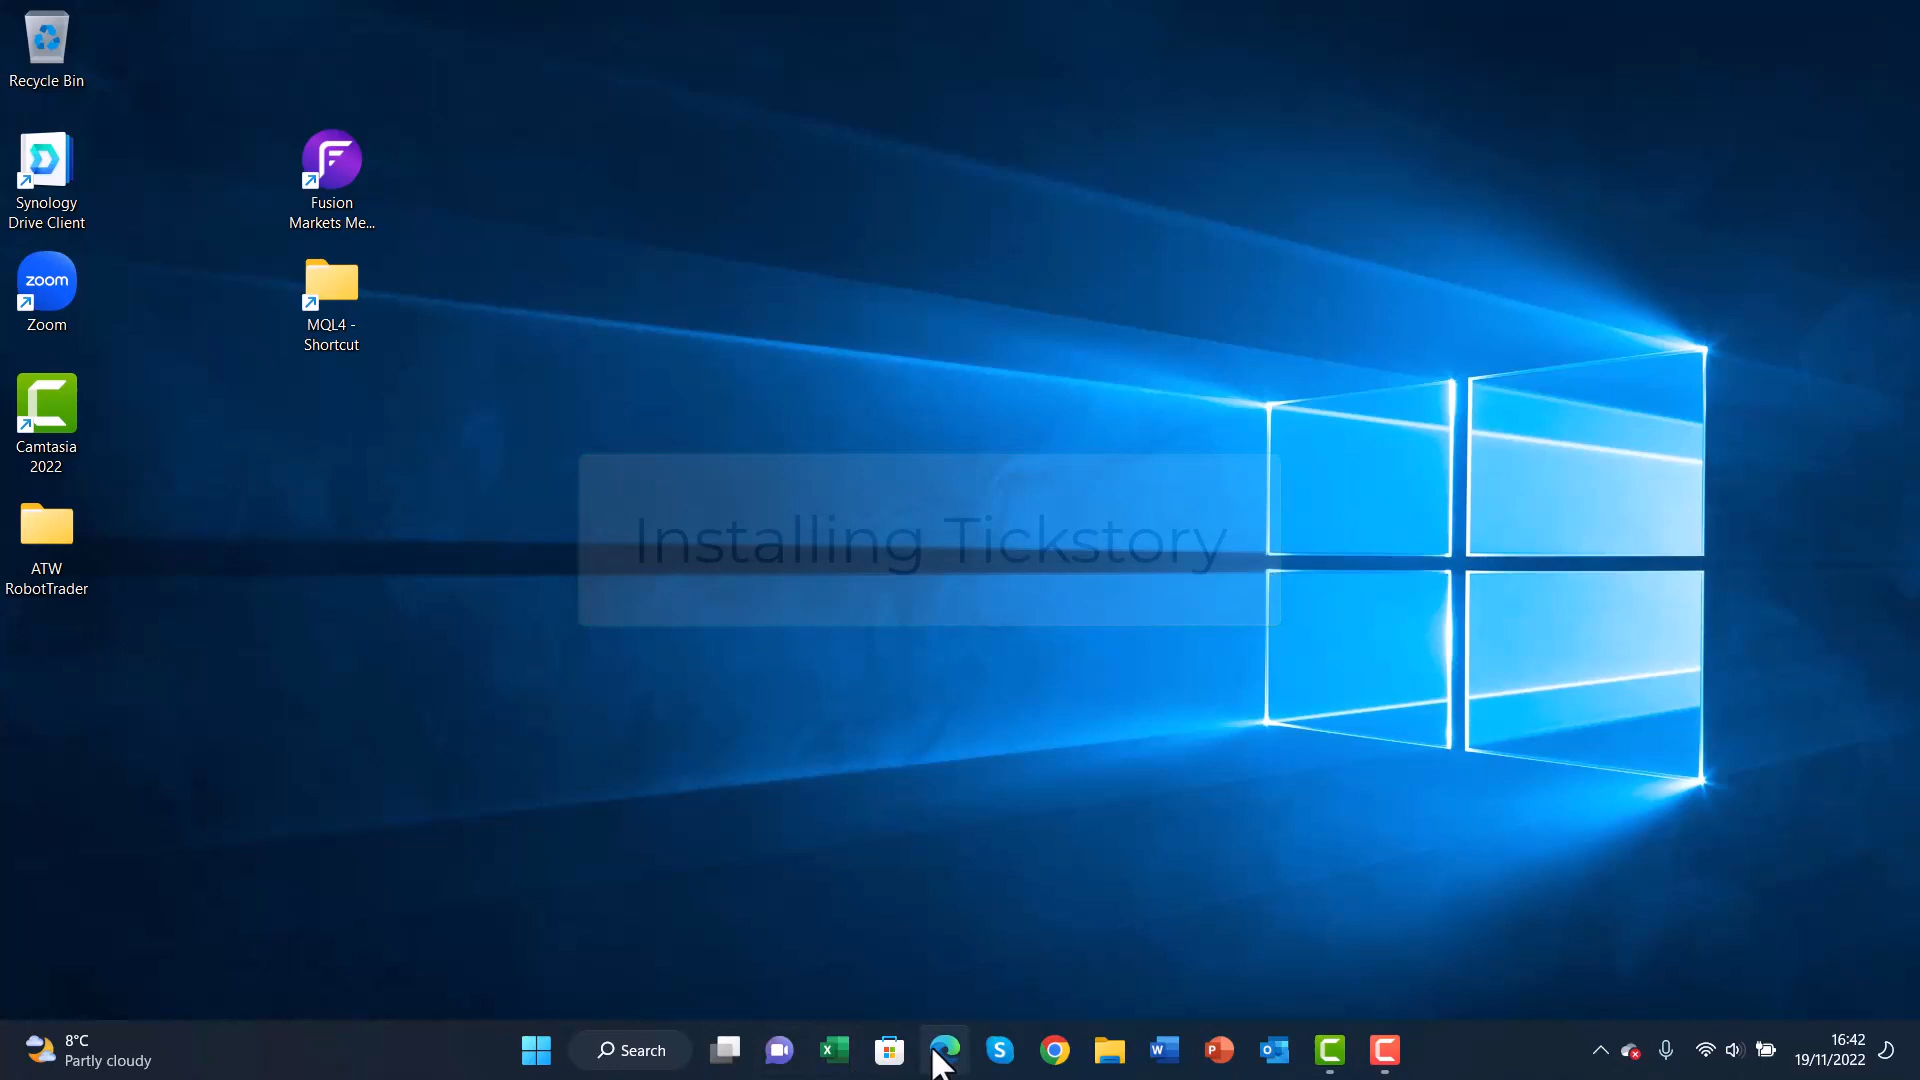 Recycle Bin
Synology
Drive Client
zoom
Zoom
Camtasia
2022
ATW
RobotTrader
Fusion
Markets Me...
MQL4 -
Shortcut
Installing Tickstory
8°C
Partly cloudy
Search
16:42
19/11/2022